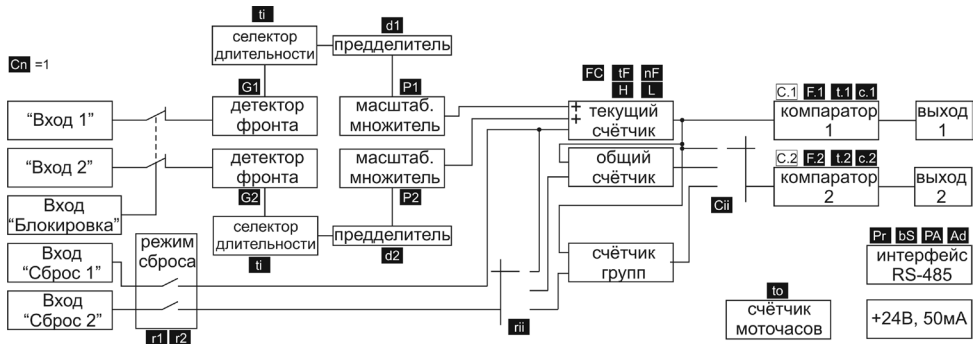 Cn =1
ti
селектор
длительности
d1
предделитель
G1
P1
FC tF nF
H L
C.1 F.1 t.1 c.1
“Вход 1”
детектор
фронта
масштаб.
множитель
+
+
текущий
счётчик
компаратор
1
выход
1
“Вход 2”
детектор
фронта
масштаб.
множитель
общий
счётчик
C.2 F.2 t.2 c.2
компаратор
2
выход
2
G2
P2
Cii
Вход
“Блокировка”
селектор
длительности
ti
предделитель
d2
Вход
“Сброс 1”
режим
сброса
счётчик
групп
Pr bS PA Ad
интерфейс
RS-485
Вход
“Сброс 2”
r1 r2
rii
to
счётчик
моточасов
+24В, 50мА